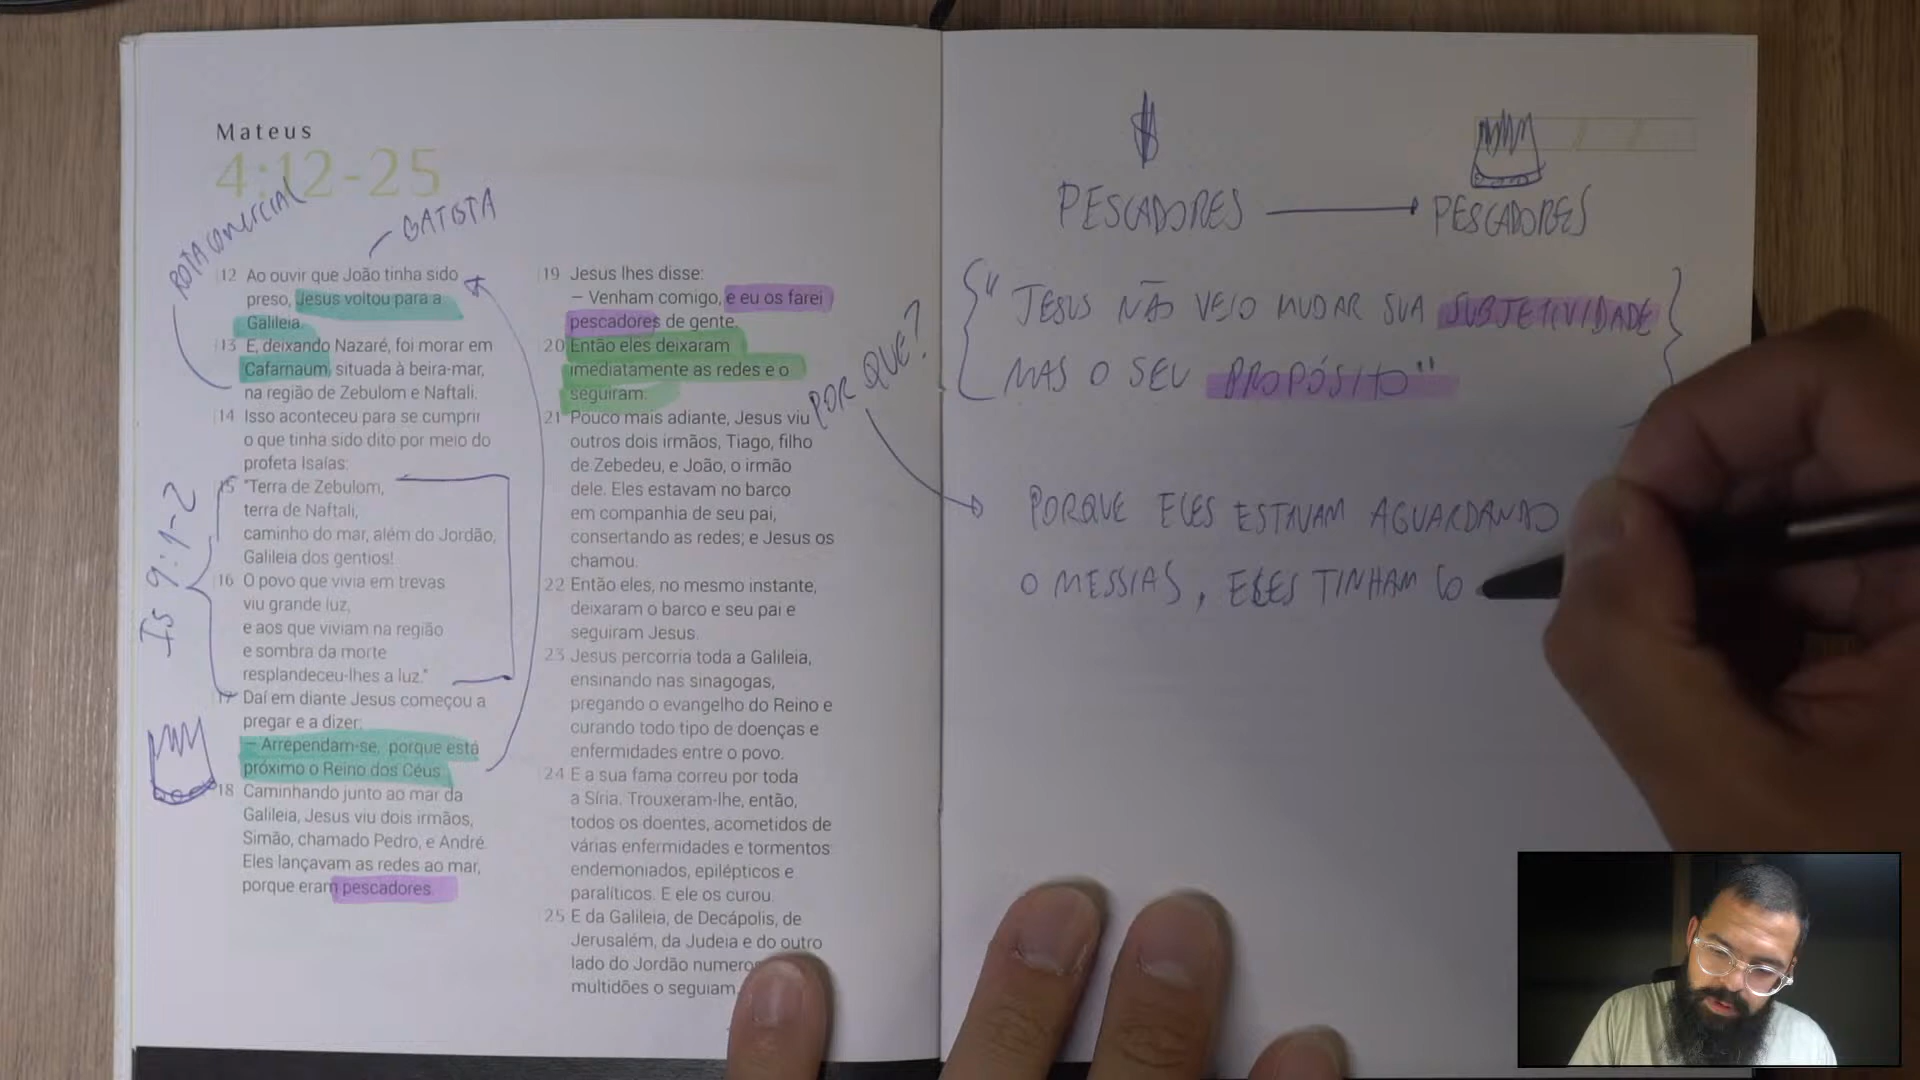 Mateus
4:12-25
ROTA COMERCIAL
BATISTA
12 Ao ouvir que João tinha sido
preso, Jesus voltou para a
Galileia.
13 E, deixando Nazaré, foi morar em
Cafarnaum, situada à beira-mar,
na região de Zebulom e Naftali.
14 Isso aconteceu para se cumprir
o que tinha sido dito por meio do
profeta Isaías:
15 "Terra de Zebulom,
terra de Naftali,
caminho do mar, além do Jordão,
Galileia dos gentios!
16 O povo que vivia em trevas
viu grande luz,
e aos que viviam na região
e sombra da morte
resplandeceu-lhes a luz."
17 Daí em diante Jesus começou a
pregar e a dizer:
– Arrependam-se, porque está
próximo o Reino dos Céus.
18 Caminhando junto ao mar da
Galileia, Jesus viu dois irmãos,
Simão, chamado Pedro, e André.
Eles lançavam as redes ao mar,
porque eram pescadores.
Is 9:1-2
19 Jesus lhes disse:
– Venham comigo, e eu os farei
pescadores de gente.
20 Então eles deixaram
imediatamente as redes e o
seguiram.
21 Pouco mais adiante, Jesus viu
outros dois irmãos, Tiago, filho
de Zebedeu, e João, o irmão
dele. Eles estavam no barco
em companhia de seu pai,
consertando as redes; e Jesus os
chamou.
22 Então eles, no mesmo instante,
deixaram o barco e seu pai e
seguiram Jesus.
23 Jesus percorria toda a Galileia,
ensinando nas sinagogas,
pregando o evangelho do Reino e
curando todo tipo de doenças e
enfermidades entre o povo.
24 E a sua fama correu por toda
a Síria. Trouxeram-lhe, então,
todos os doentes, acometidos de
várias enfermidades e tormentos:
endemoniados, epilépticos e
paralíticos. E ele os curou.
25 E da Galileia, de Decápolis, de
Jerusalém, da Judeia e do outro
lado do Jordão numero
multidões o seguiam.
POR QUE?
$
PESCADORES PESCADORES
"JESUS NÃO VEIO MUDAR SUA SUBJETIVIDADE
MAS O SEU PROPÓSITO"
PORQUE ELES ESTAVAM AGUARDANDO
O MESSIAS, ELES TINHAM CO